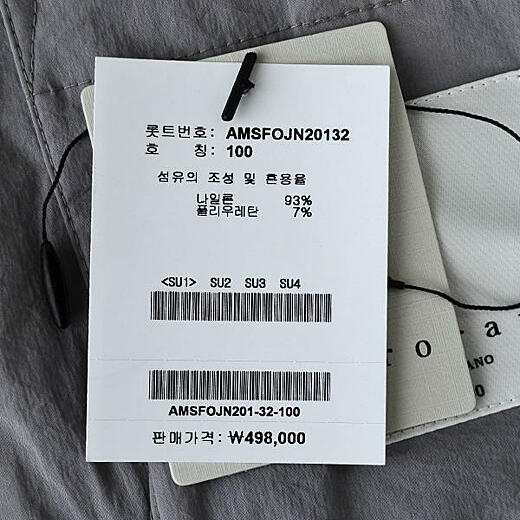 롯트번호: AMSFOJN20132
호 칭: 100
섬유의 조성 및 혼용율
나일론 93%
폴리우레탄 7%
<SU1> SU2 SU3 SU4
AMSFOJN201-32-100
판매가격: ₩498,000